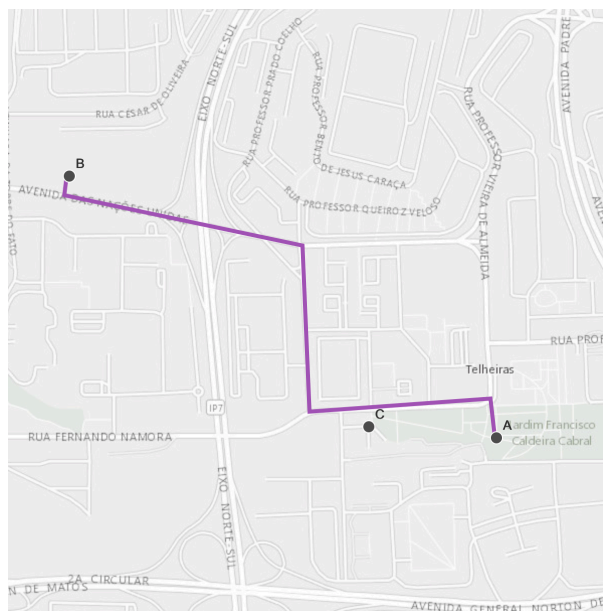 RUA PROFESSOR PRADO COELHO
EIXO NORTE-SUL
AVENIDA PADRE
RUA CÉSAR DE OLIVEIRA
RUA PROFESSOR BENTO
DE JESUS CARAÇA
RUA PROFESSOR VIEIRA DE ALMEIDA
B
AVENIDA DAS NAÇÕES UNIDAS
RUA PROFESSOR QUEIROZ VELOSO
RUA PROF
Telheiras
IP7
C
A
Jardim Francisco
Caldeira Cabral
RUA FERNANDO NAMORA
EIXO NORTE-SUL
2A. CIRCULAR
N DE MATOS
AVENIDA GENERAL NORTON DE